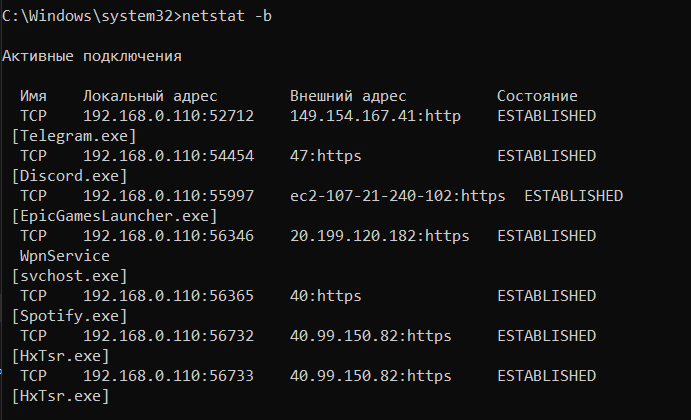 C:\Windows\system32>netstat -b
Активные подключения
Имя Локальный адрес Внешний адрес Состояние
TCP 192.168.0.110:52712 149.154.167.41:http ESTABLISHED
[Telegram.exe]
TCP 192.168.0.110:54454 47:https ESTABLISHED
[Discord.exe]
TCP 192.168.0.110:55997 ec2-107-21-240-102:https ESTABLISHED
[EpicGamesLauncher.exe]
TCP 192.168.0.110:56346 20.199.120.182:https ESTABLISHED
WpnService
[svchost.exe]
TCP 192.168.0.110:56365 40:https ESTABLISHED
[Spotify.exe]
TCP 192.168.0.110:56732 40.99.150.82:https ESTABLISHED
[HxTsr.exe]
TCP 192.168.0.110:56733 40.99.150.82:https ESTABLISHED
[HxTsr.exe]